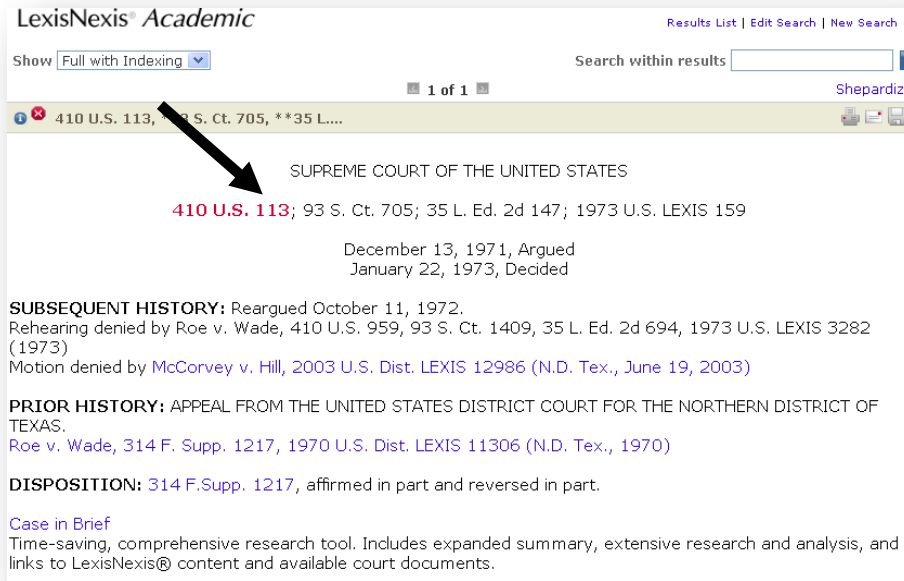 LexisNexis® Academic
Results List | Edit Search | New Search
Show Full with Indexing
Search within results
1 of 1
Shepardiz
410 U.S. 113, S. Ct. 705, **35 L....
SUPREME COURT OF THE UNITED STATES
410 U.S. 113; 93 S. Ct. 705; 35 L. Ed. 2d 147; 1973 U.S. LEXIS 159
December 13, 1971, Argued
January 22, 1973, Decided
SUBSEQUENT HISTORY: Reargued October 11, 1972.
Rehearing denied by Roe v. Wade, 410 U.S. 959, 93 S. Ct. 1409, 35 L. Ed. 2d 694, 1973 U.S. LEXIS 3282
(1973)
Motion denied by McCorvey v. Hill, 2003 U.S. Dist. LEXIS 12986 (N.D. Tex., June 19, 2003)
PRIOR HISTORY: APPEAL FROM THE UNITED STATES DISTRICT COURT FOR THE NORTHERN DISTRICT OF
TEXAS.
Roe v. Wade, 314 F. Supp. 1217, 1970 U.S. Dist. LEXIS 11306 (N.D. Tex., 1970)
DISPOSITION: 314 F.Supp. 1217, affirmed in part and reversed in part.
Case in Brief
Time-saving, comprehensive research tool. Includes expanded summary, extensive research and analysis, and
links to LexisNexis® content and available court documents.